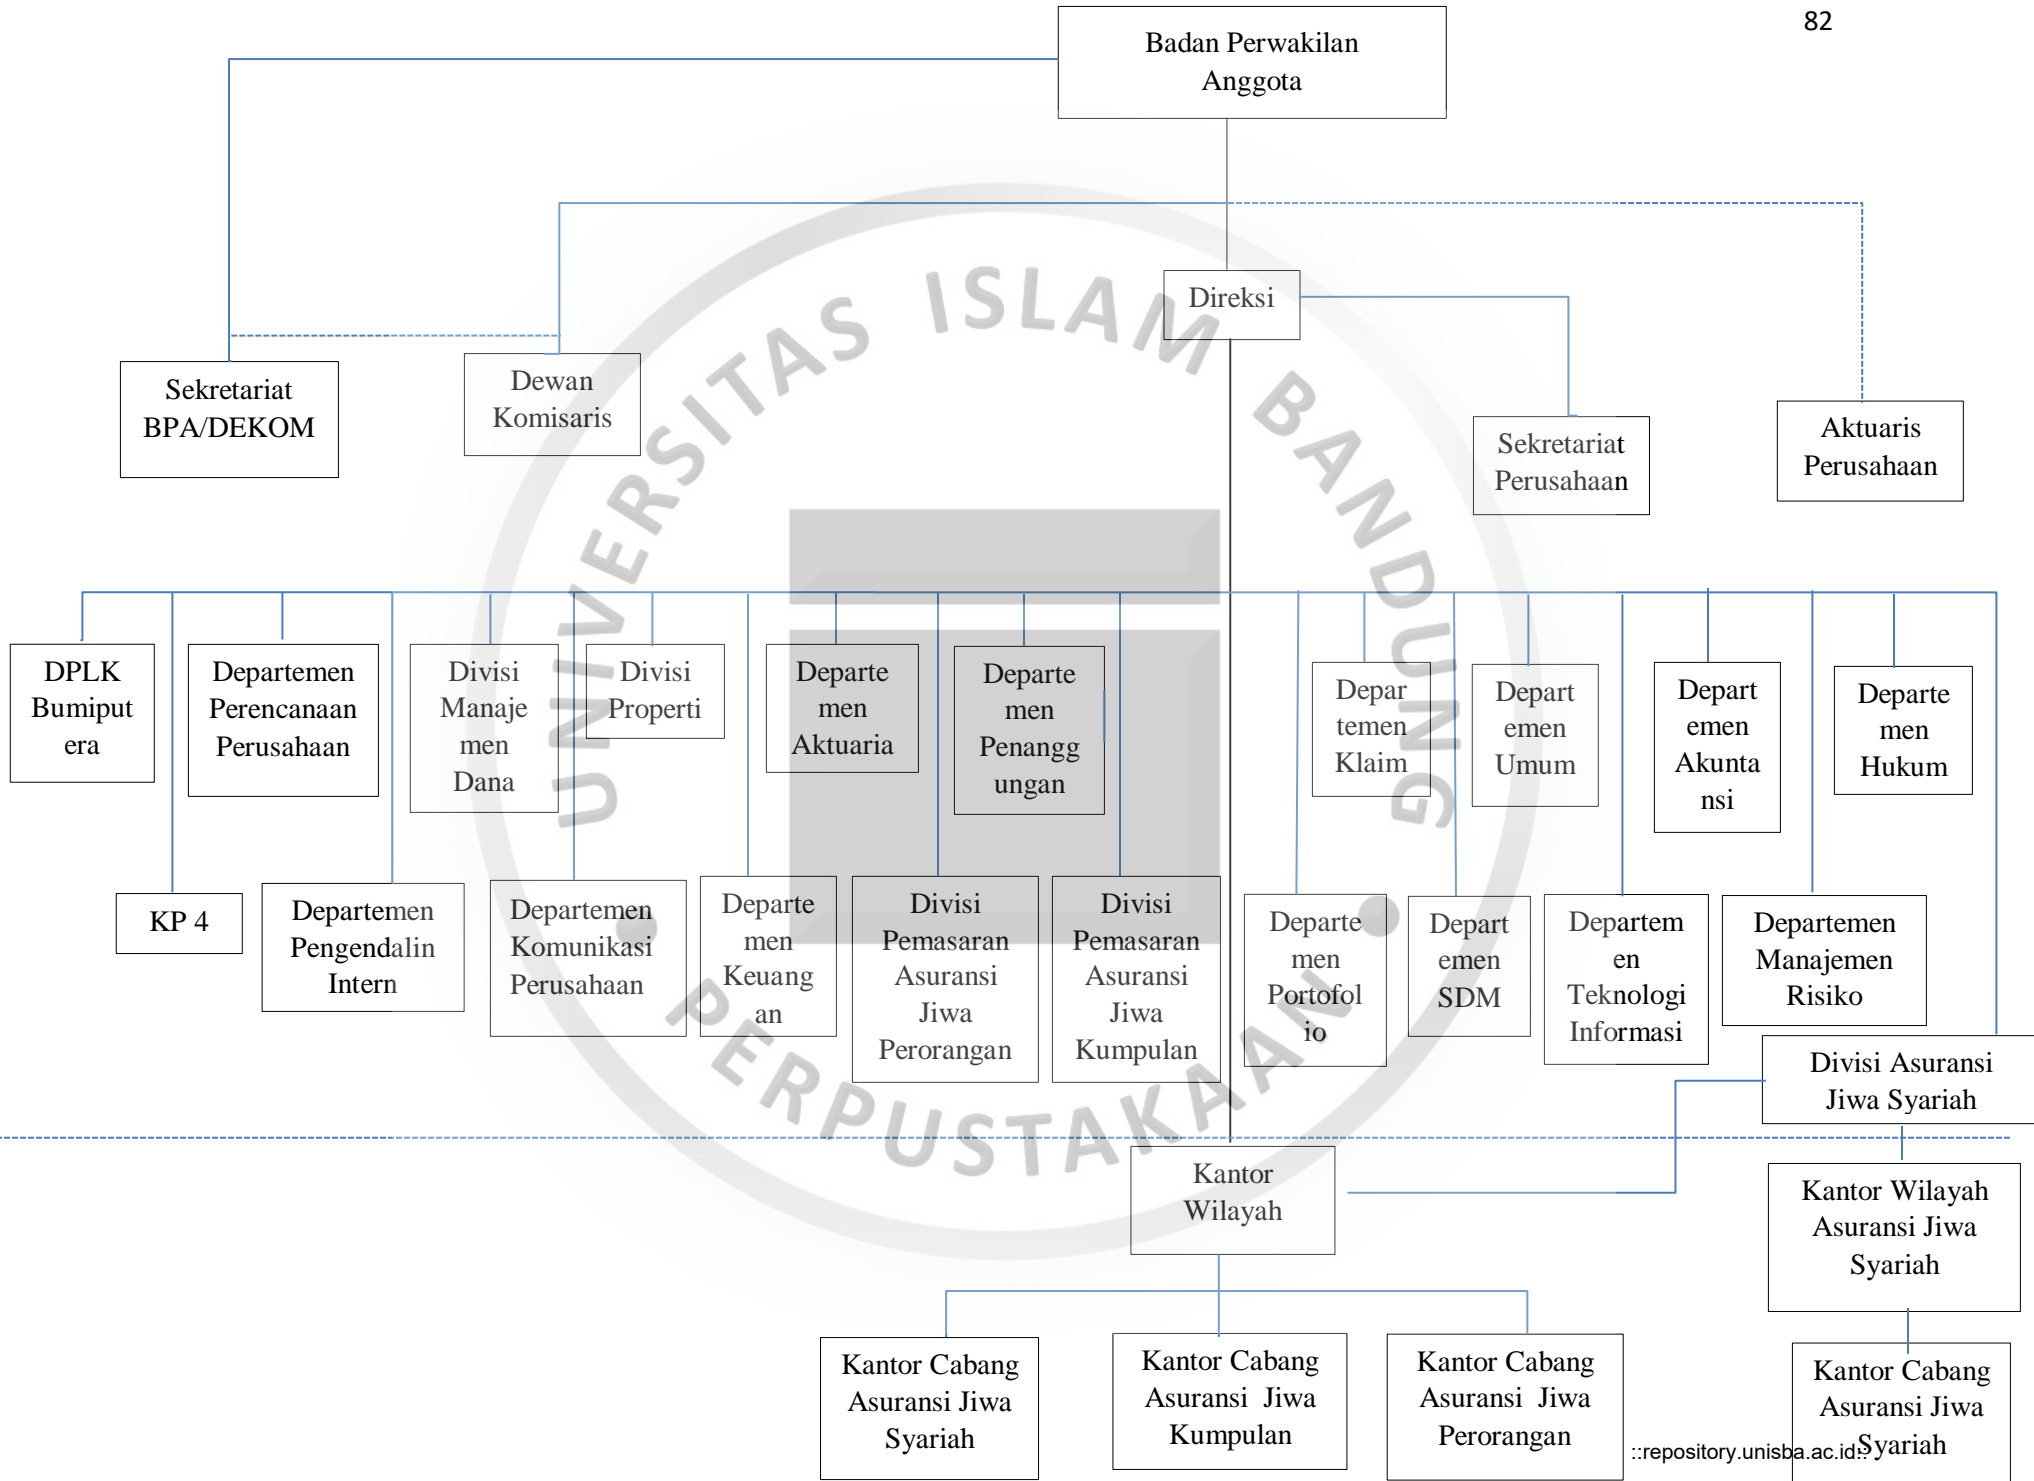 82
Badan Perwakilan
Anggota
Direksi
Sekretariat
BPA/DEKOM
Dewan
Komisaris
Sekretariat
Perusahaan
Aktuaris
Perusahaan
DPLK
Bumiput
era
Departemen
Perencanaan
Perusahaan
Divisi
Manaje
men
Dana
Divisi
Properti
Departe
men
Aktuaria
Departe
men
Penangg
ungan
Depar
temen
Klaim
Depart
emen
Umum
Depart
emen
Akunta
nsi
Departe
men
Hukum
KP 4
Departemen
Pengendalin
Intern
Departemen
Komunikasi
Perusahaan
Departe
men
Keuang
an
Divisi
Pemasaran
Asuransi
Jiwa
Perorangan
Divisi
Pemasaran
Asuransi
Jiwa
Kumpulan
Departe
men
Portofol
io
Depart
emen
SDM
Departem
en
Teknologi
Informasi
Departemen
Manajemen
Risiko
Divisi Asuransi
Jiwa Syariah
Kantor
Wilayah
Kantor Wilayah
Asuransi Jiwa
Syariah
Kantor Cabang
Asuransi Jiwa
Syariah
Kantor Cabang
Asuransi Jiwa
Kumpulan
Kantor Cabang
Asuransi Jiwa
Perorangan
Kantor Cabang
Asuransi Jiwa
Syariah
UNIVERSITAS ISLAM BANDUNG
PERPUSTAKAAN
::repository.unisba.ac.id::